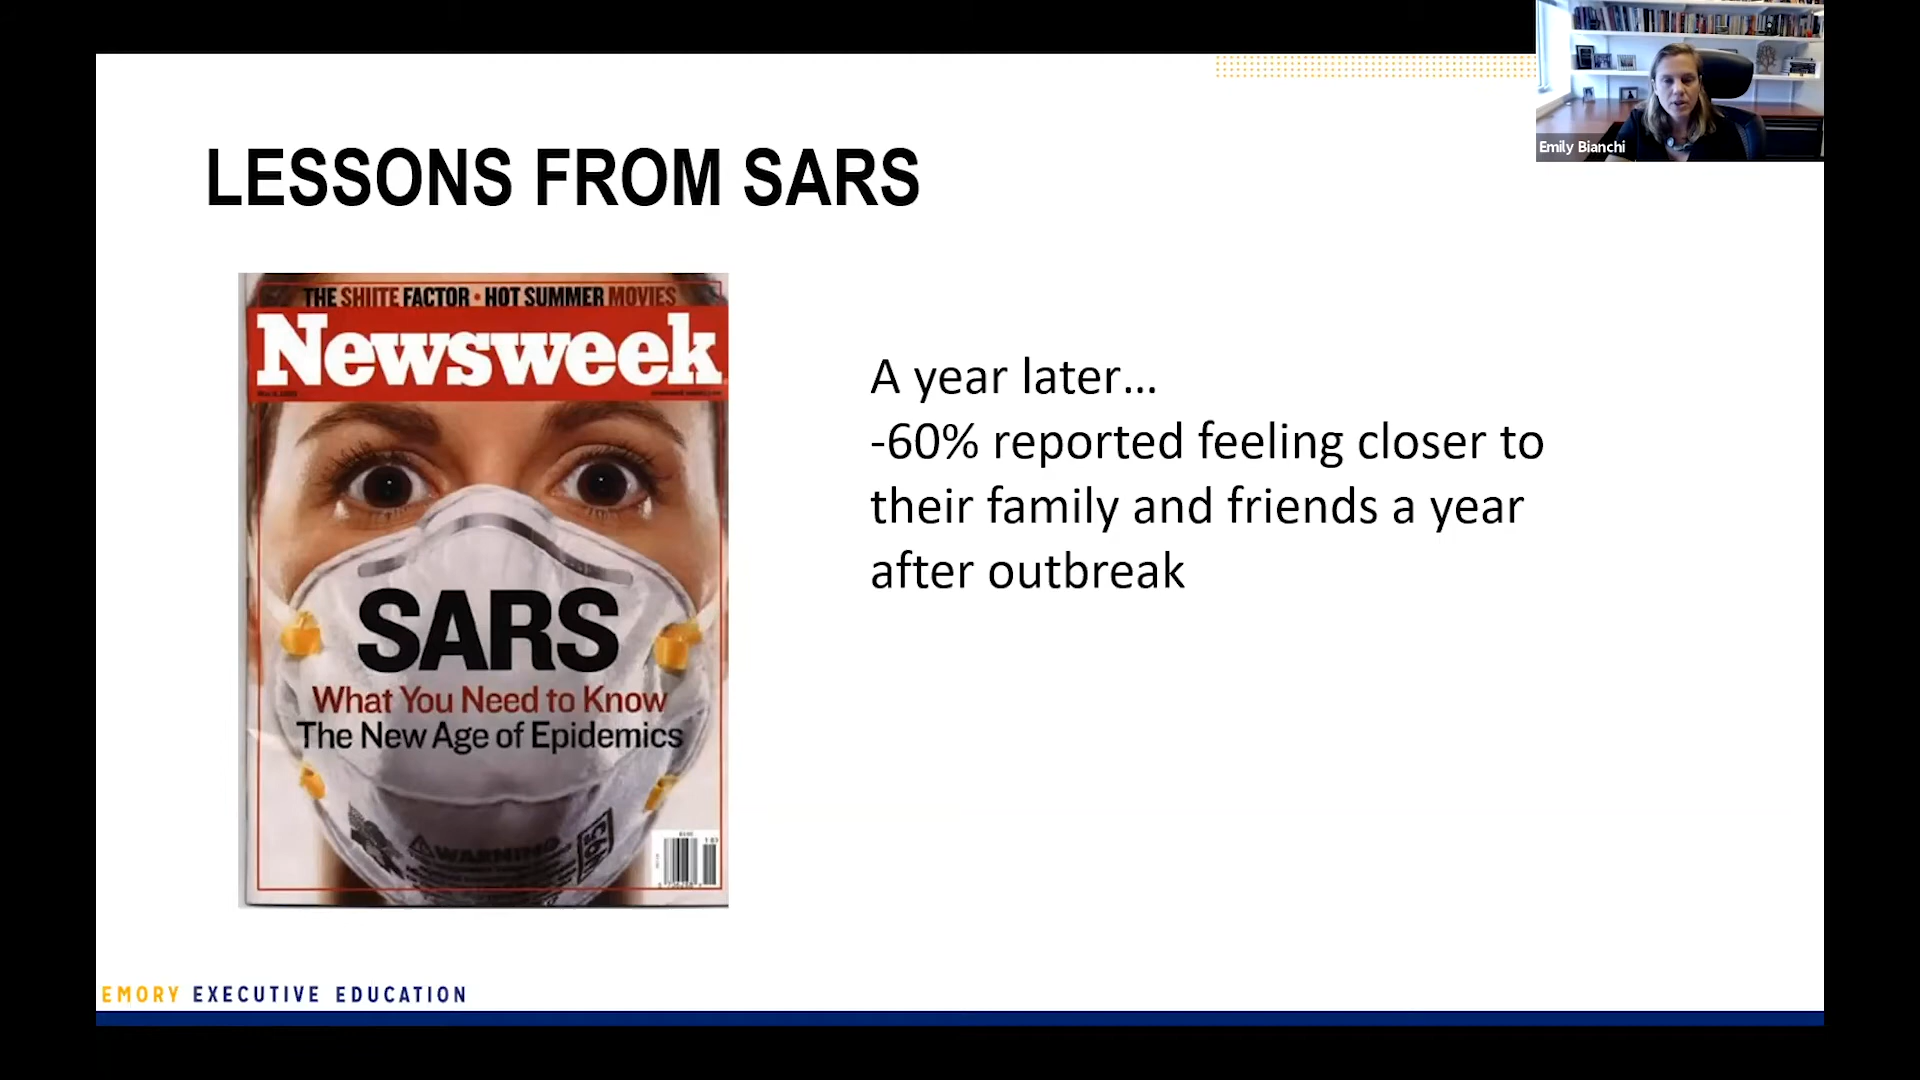 Emily Bianchi
LESSONS FROM SARS
THE SHIITE FACTOR • HOT SUMMER MOVIES
Newsweek
SARS
What You Need to Know
The New Age of Epidemics
WARNING
N95
A year later...
-60% reported feeling closer to
their family and friends a year
after outbreak
EMORY EXECUTIVE EDUCATION